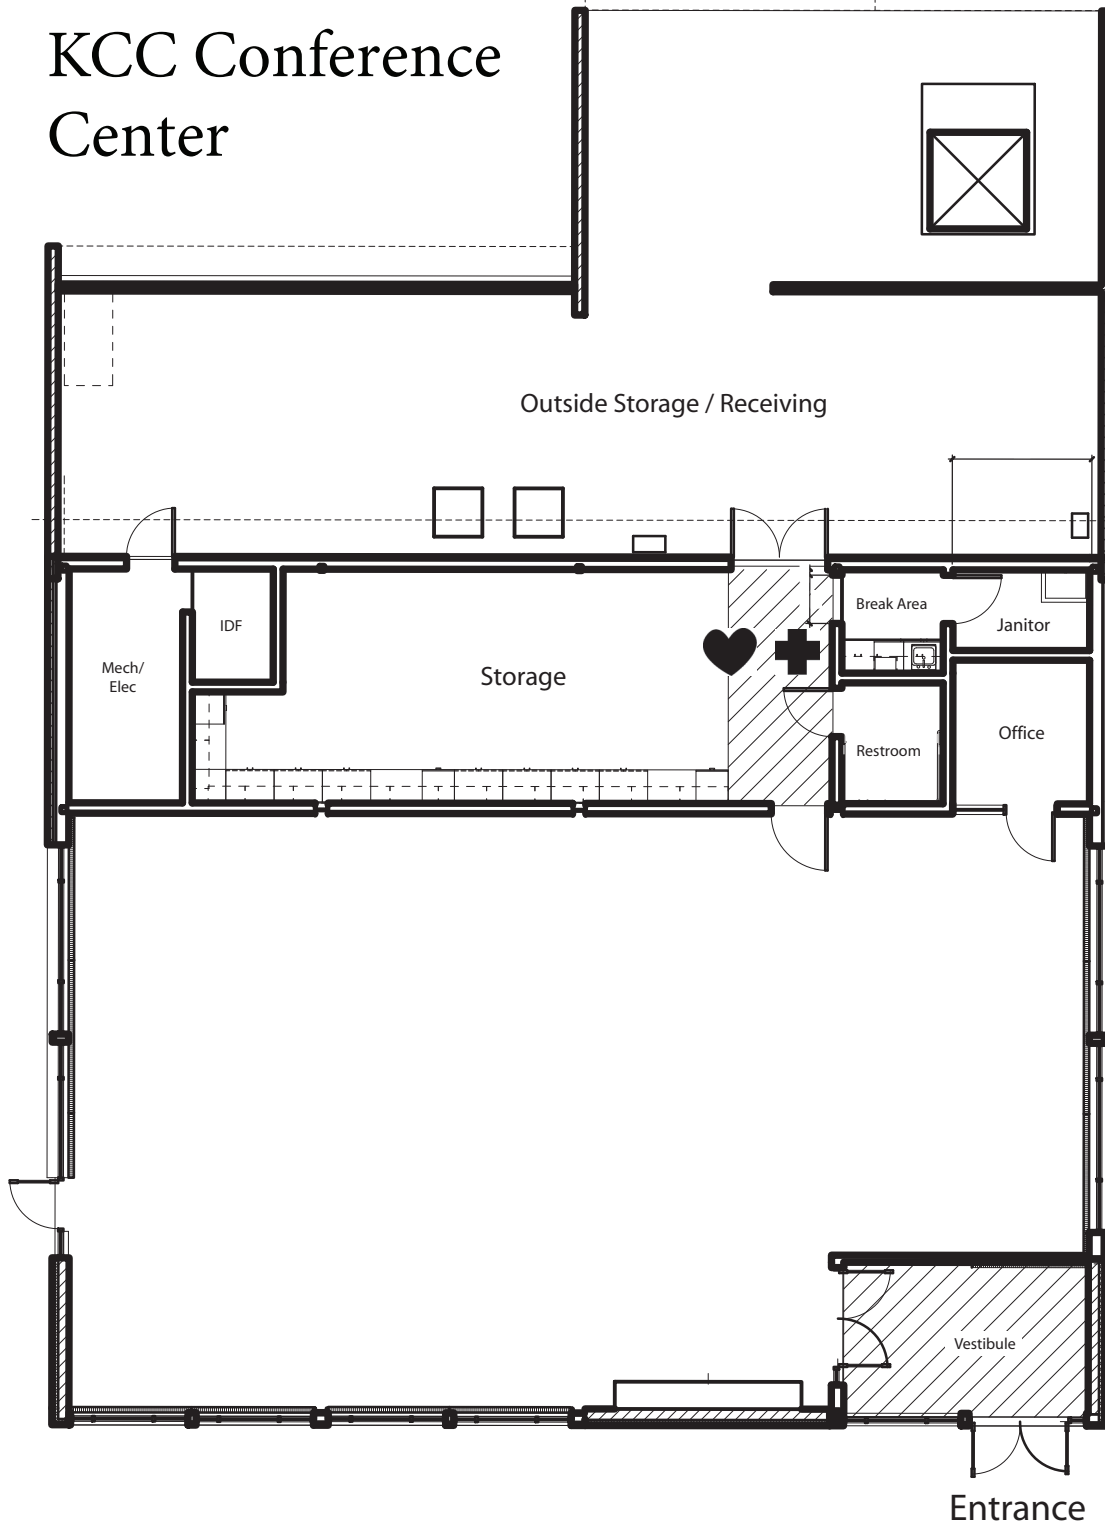 KCC Conference
Center
Outside Storage / Receiving
IDF
Break Area
Janitor
Mech/
Elec
Storage
Office
Restroom
Vestibule
Entrance